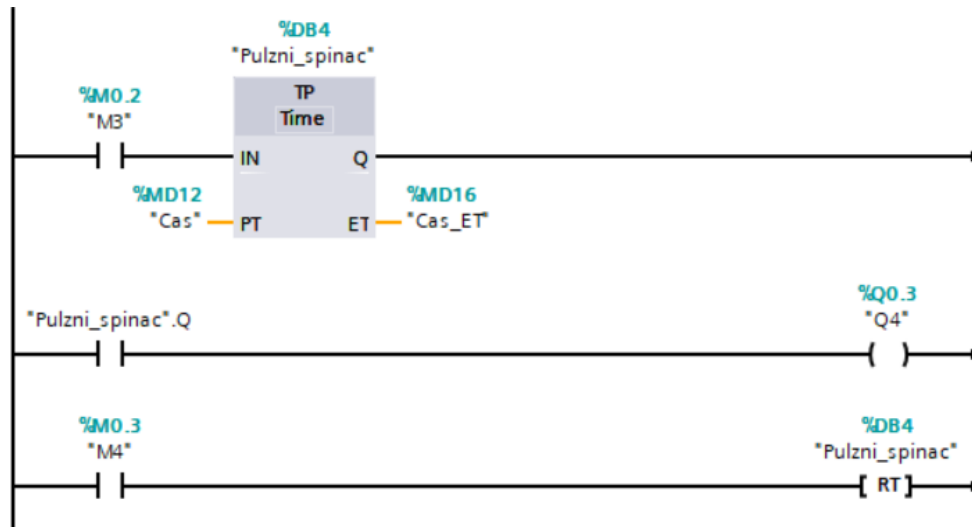 %DB4
"Pulzni_spinac"
%M0.2
"M3"
TP
Time
IN
Q
%MD12
"Cas"
PT
ET
%MD16
"Cas_ET"
"Pulzni_spinac".Q
%Q0.3
"Q4"
%M0.3
"M4"
%DB4
"Pulzni_spinac"
RT